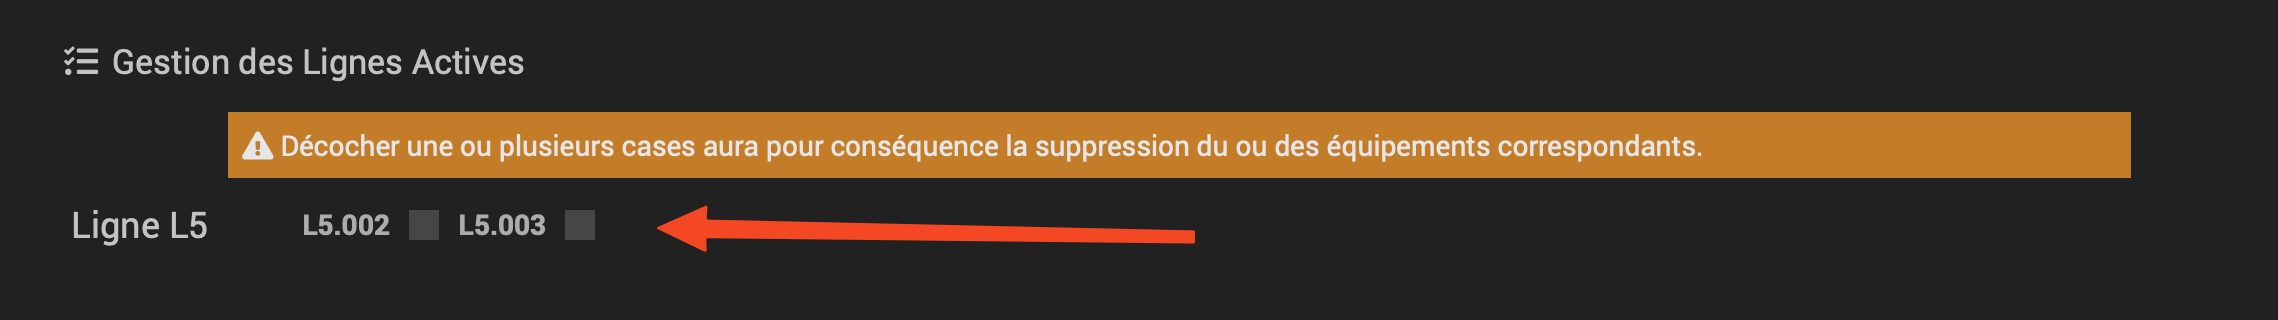 Gestion des Lignes Actives
Décocher une ou plusieurs cases aura pour conséquence la suppression du ou des équipements correspondants.
Ligne L5 L5.002 L5.003